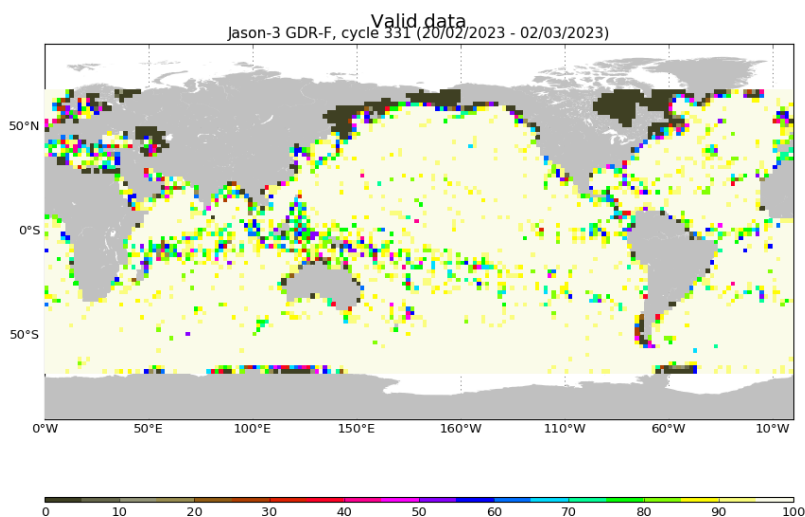 Valid data
Jason-3 GDR-F, cycle 331 (20/02/2023 - 02/03/2023)
50°N
0°S
50°S
0°W 50°E 100°E 150°E 160°W 110°W 60°W 10°W
0 10 20 30 40 50 60 70 80 90 100